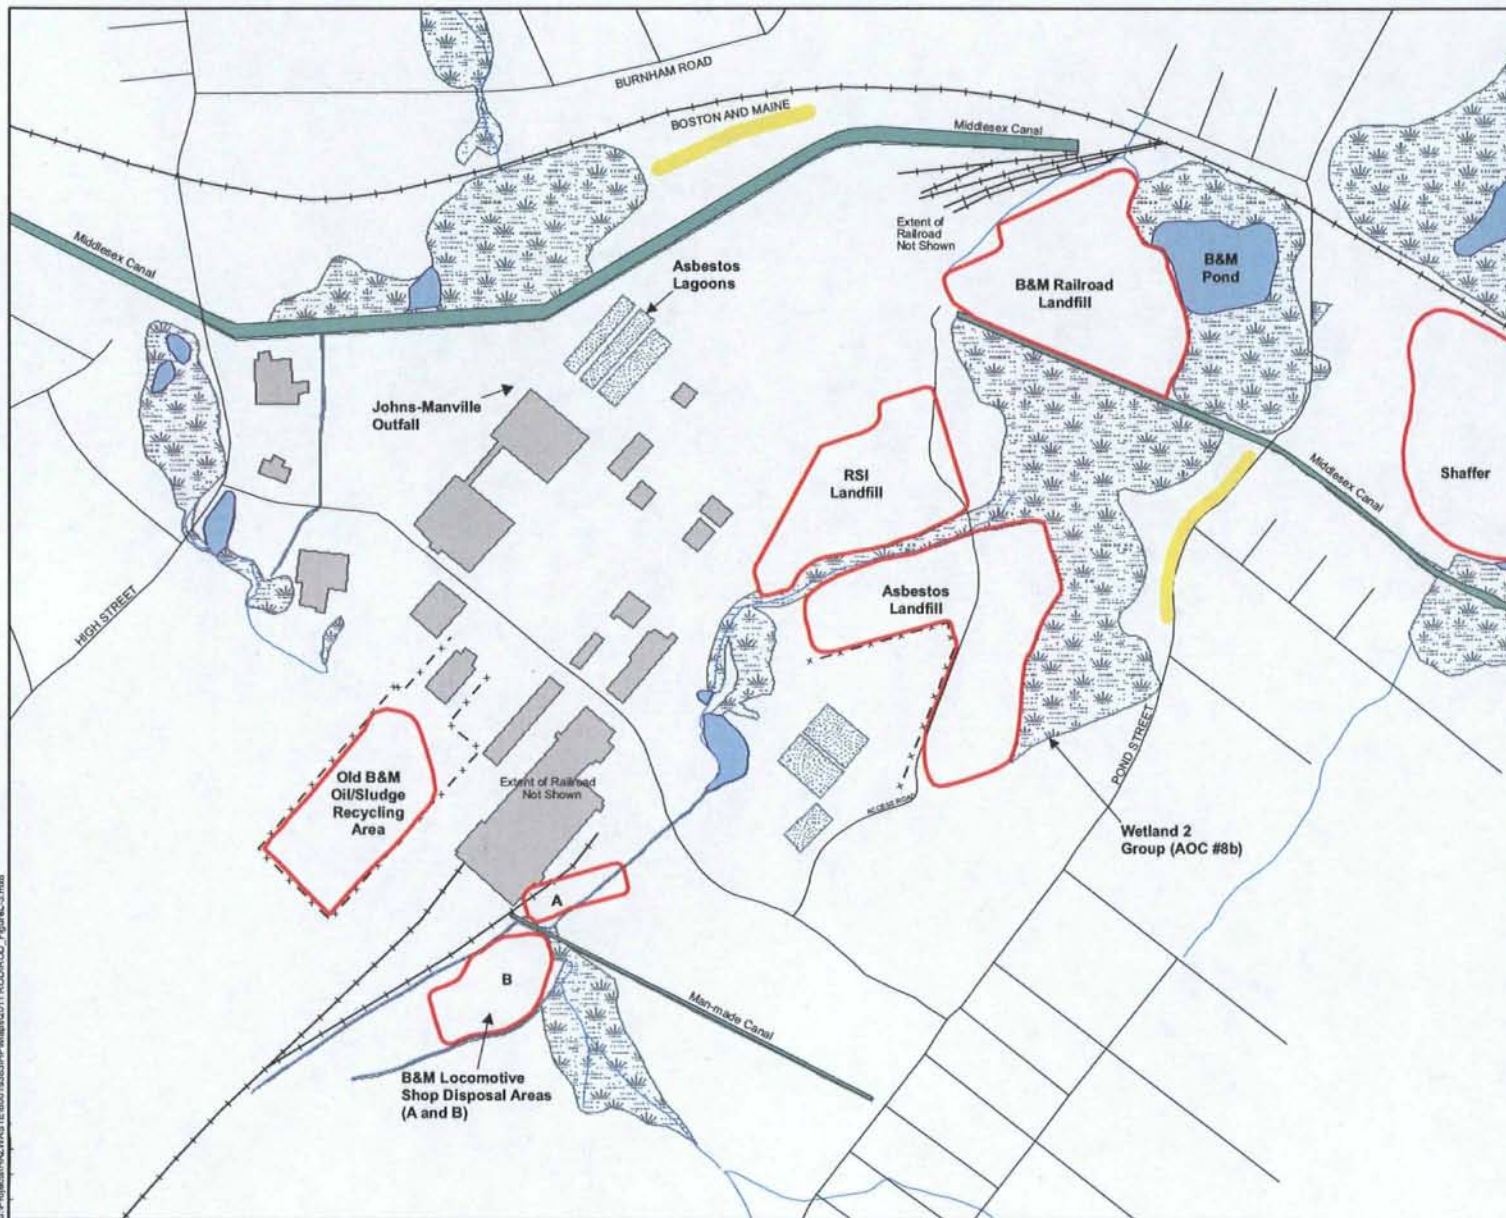 BURNHAM ROAD
BOSTON AND MAINE
Middlesex Canal
Extent of
Railroad
Not Shown
Middlesex Canal
Asbestos
Lagoons
B&M
Pond
B&M Railroad
Landfill
Johns-Manville
Outfall
RSI
Landfill
Middlesex Canal
Shaffer
HIGH STREET
Asbestos
Landfill
Old B&M
Oil/Sludge
Recycling
Area
Extent of Railroad
Not Shown
ACCESS ROAD
POND STREET
Wetland 2
Group (AOC #8b)
A
B
Man-made Canal
B&M Locomotive
Shop Disposal Areas
(A and B)